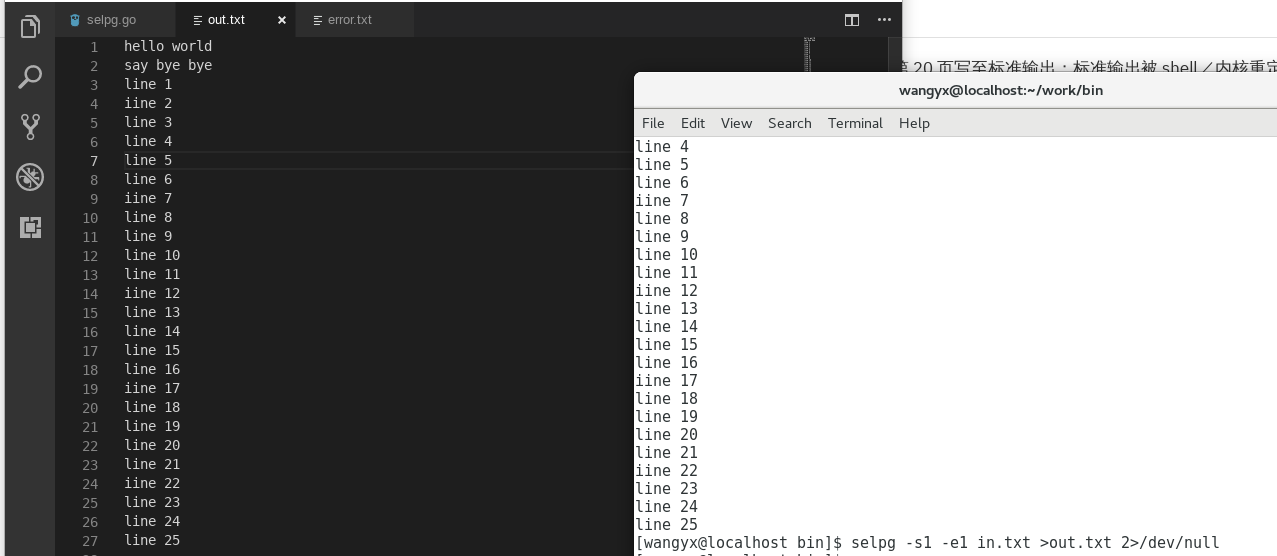 selpg.go
out.txt
error.txt
1 hello world
2 say bye bye
3 line 1
4 iine 2
5 line 3
6 line 4
7 line 5
8 line 6
9 iine 7
10 line 8
11 line 9
12 line 10
13 line 11
14 iine 12
15 line 13
16 line 14
17 line 15
18 line 16
19 iine 17
20 line 18
21 line 19
22 line 20
23 line 21
24 iine 22
25 line 23
26 line 24
27 line 25
20 页写至标准输出；标准输出被 shell／内核重定
wangyx@localhost:~/work/bin
File Edit View Search Terminal Help
line 4
line 5
line 6
iine 7
line 8
line 9
line 10
line 11
iine 12
line 13
line 14
line 15
line 16
iine 17
line 18
line 19
line 20
line 21
iine 22
line 23
line 24
line 25
[wangyx@localhost bin]$ selpg -s1 -e1 in.txt >out.txt 2>/dev/null